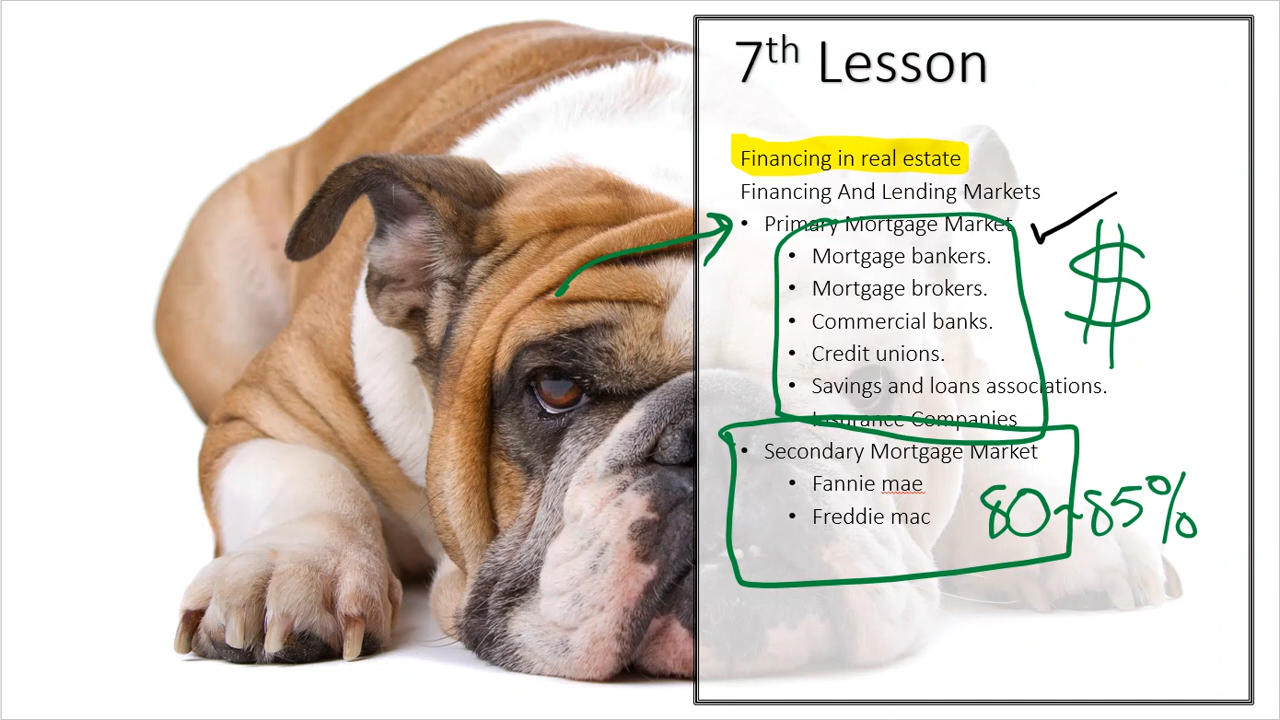 7th Lesson
Financing in real estate
Financing And Lending Markets
• Primary Mortgage Market
• Mortgage bankers.
• Mortgage brokers.
• Commercial banks.
• Credit unions.
• Savings and loans associations.
Insurance Companies
• Secondary Mortgage Market
• Fannie mae
• Freddie mac
$
80-85%